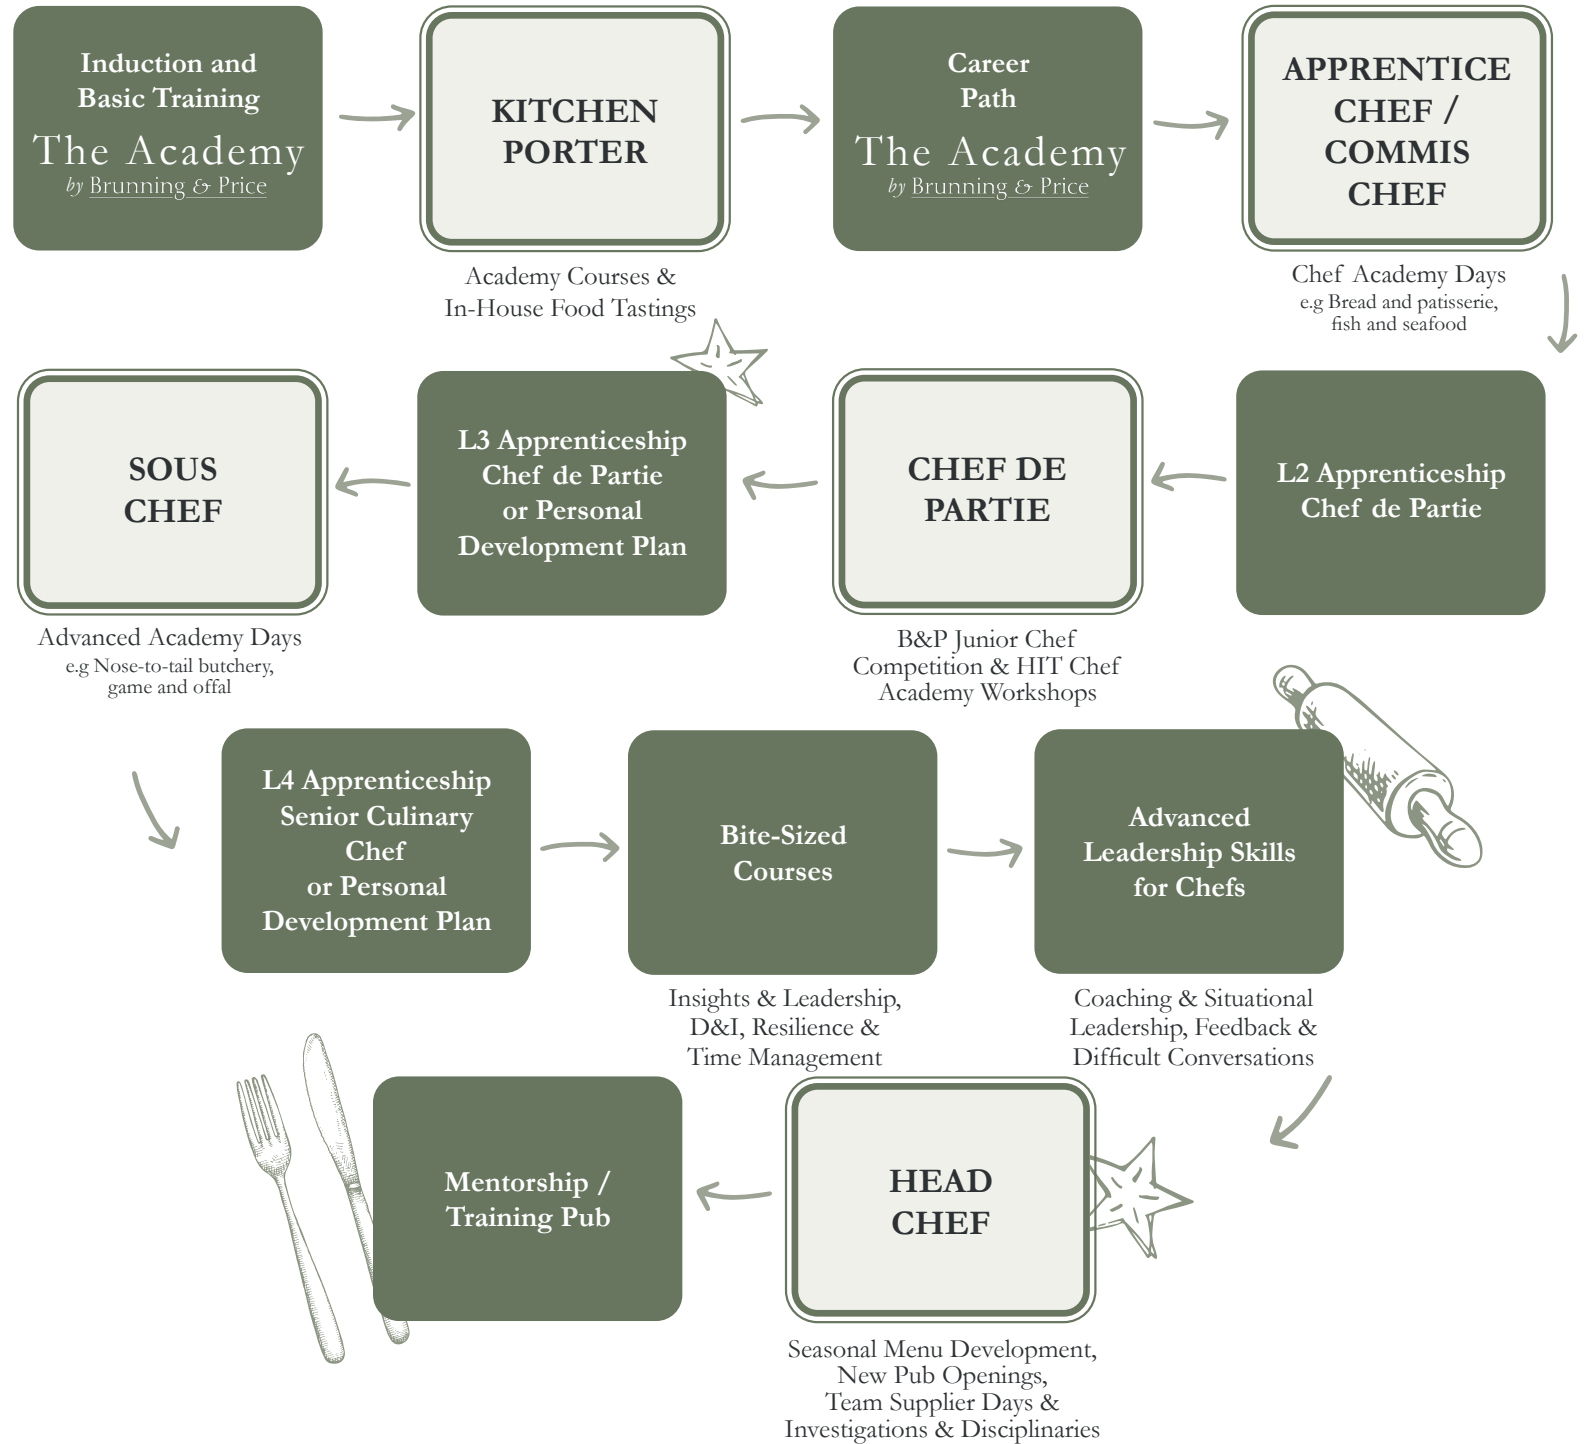 Induction and
Basic Training
The Academy
by Brunning & Price
KITCHEN
PORTER
Academy Courses &
In-House Food Tastings
Career
Path
The Academy
by Brunning & Price
APPRENTICE
CHEF /
COMMIS
CHEF
Chef Academy Days
e.g Bread and patisserie,
fish and seafood
L2 Apprenticeship
Chef de Partie
CHEF DE
PARTIE
B&P Junior Chef
Competition & HIT Chef
Academy Workshops
L3 Apprenticeship
Chef de Partie
or Personal
Development Plan
SOUS
CHEF
Advanced Academy Days
e.g Nose-to-tail butchery,
game and offal
L4 Apprenticeship
Senior Culinary
Chef
or Personal
Development Plan
Bite-Sized
Courses
Insights & Leadership,
D&I, Resilience &
Time Management
Advanced
Leadership Skills
for Chefs
Coaching & Situational
Leadership, Feedback &
Difficult Conversations
HEAD
CHEF
Seasonal Menu Development,
New Pub Openings,
Team Supplier Days &
Investigations & Disciplinaries
Mentorship /
Training Pub